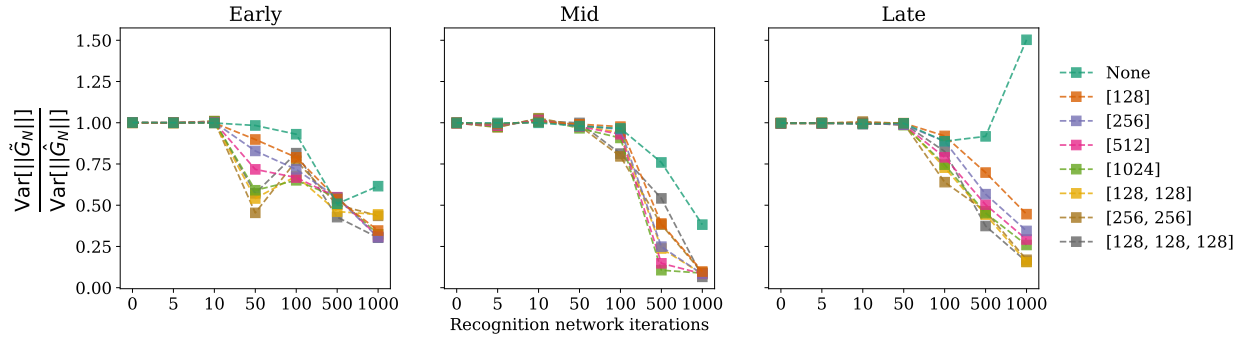 Early
Mid
Late
1.50
1.25
1.00
0.75
0.50
0.25
0.00
Var[||G̃_N||]
Var[||Ĝ_N||]
0 5 10 50 100 500 1000
0 5 10 50 100 500 1000
0 5 10 50 100 500 1000
Recognition network iterations
None
[128]
[256]
[512]
[1024]
[128, 128]
[256, 256]
[128, 128, 128]